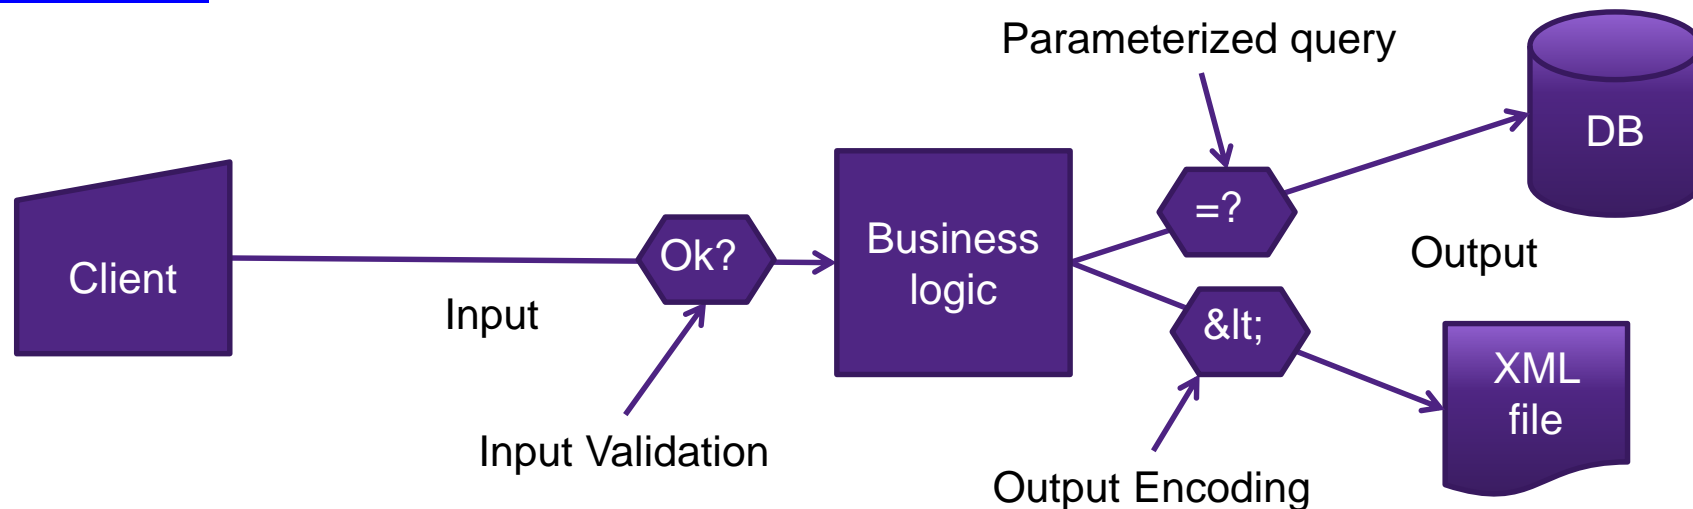 Parameterized query
DB
=?
Client
Ok?
Business
logic
Output
Input
&lt;
XML
file
Input Validation
Output Encoding